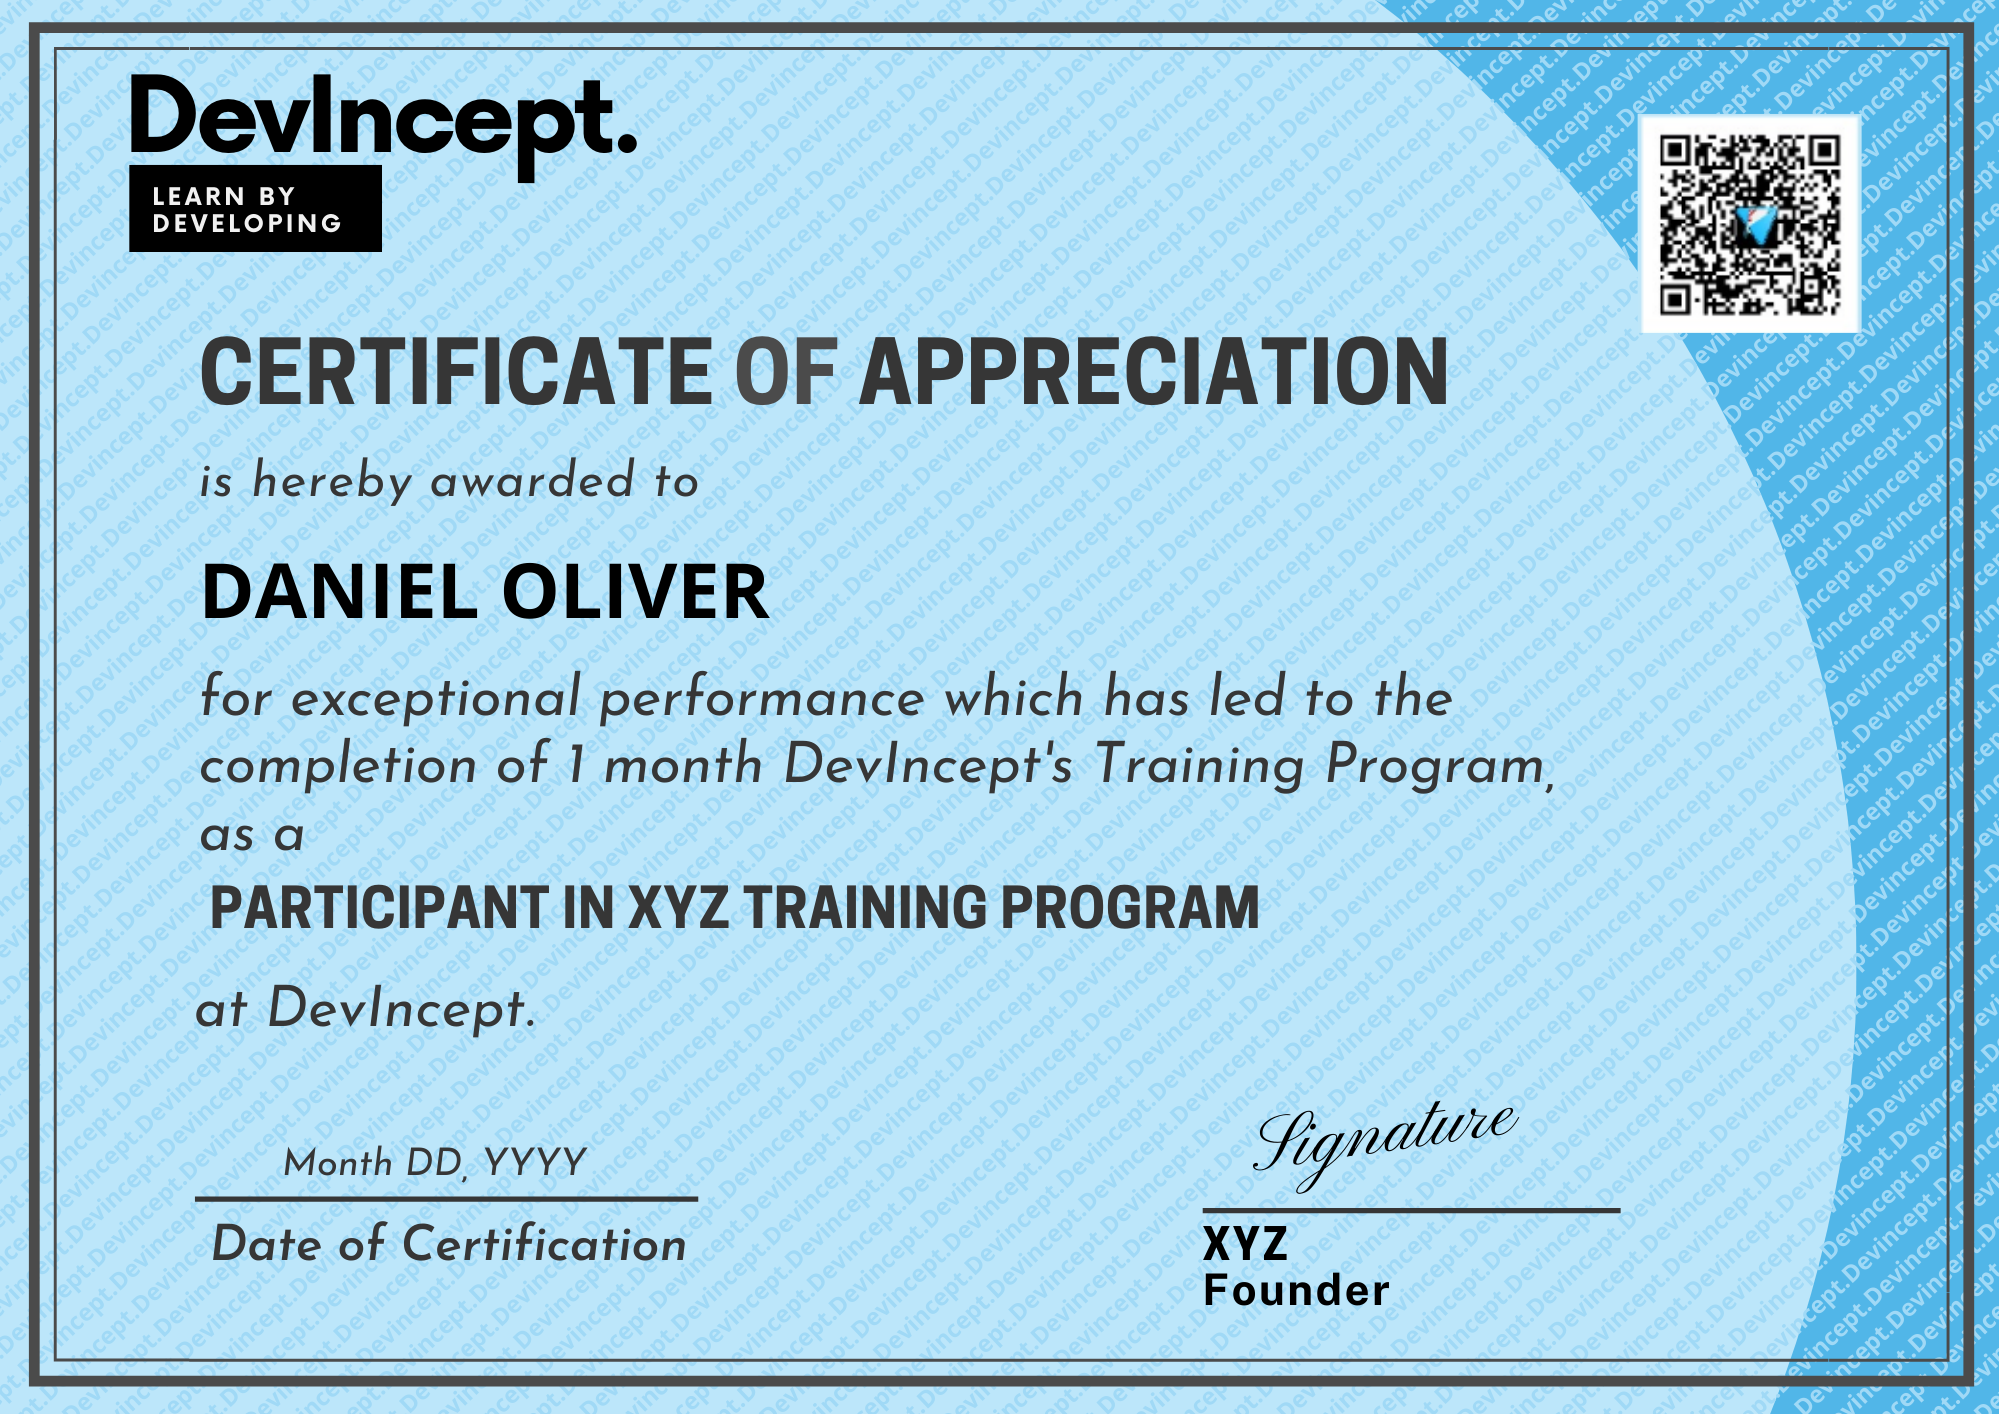 DevIncept.
LEARN BY
DEVELOPING
CERTIFICATE OF APPRECIATION
is hereby awarded to
DANIEL OLIVER
for exceptional performance which has led to the
completion of 1 month DevIncept's Training Program,
as a
PARTICIPANT IN XYZ TRAINING PROGRAM
at DevIncept.
Month DD, YYYY
Date of Certification
Signature
XYZ
Founder